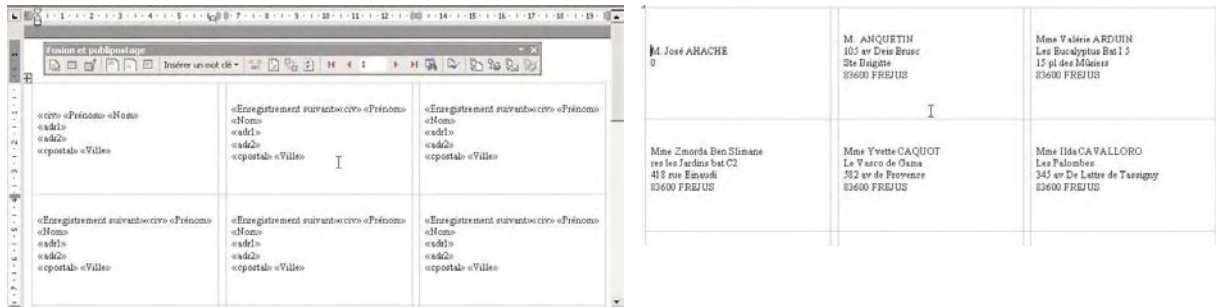 Fusion et publipostage
Insérer un mot clé
1
«civ» «Prénom» «Nom»
«adr1»
«adr2»
«cpostal» «Ville»
«Enregistrement suivant»«civ» «Prénom»
«Nom»
«adr1»
«adr2»
«cpostal» «Ville»
«Enregistrement suivant»«civ» «Prénom»
«Nom»
«adr1»
«adr2»
«cpostal» «Ville»
«Enregistrement suivant»«civ» «Prénom»
«Nom»
«adr1»
«adr2»
«cpostal» «Ville»
«Enregistrement suivant»«civ» «Prénom»
«Nom»
«adr1»
«adr2»
«cpostal» «Ville»
«Enregistrement suivant»«civ» «Prénom»
«Nom»
«adr1»
«adr2»
«cpostal» «Ville»
M. José AHACHE
0
M. ANQUETIN
105 av Deis Brusc
Ste Brigitte
83600 FREJUS
Mme Valérie ARDUIN
Les Eucalyptus Bat I 5
15 pl des Mûriers
83600 FREJUS
Mme Zmorda Ben Slimane
res les Jardins bat C2
418 rue Einaudi
83600 FREJUS
Mme Yvette CAQUOT
Le Vasco de Gama
582 av de Provence
83600 FREJUS
Mme Ilda CAVALLORO
Les Palombes
345 av De Lattre de Tassigny
83600 FREJUS